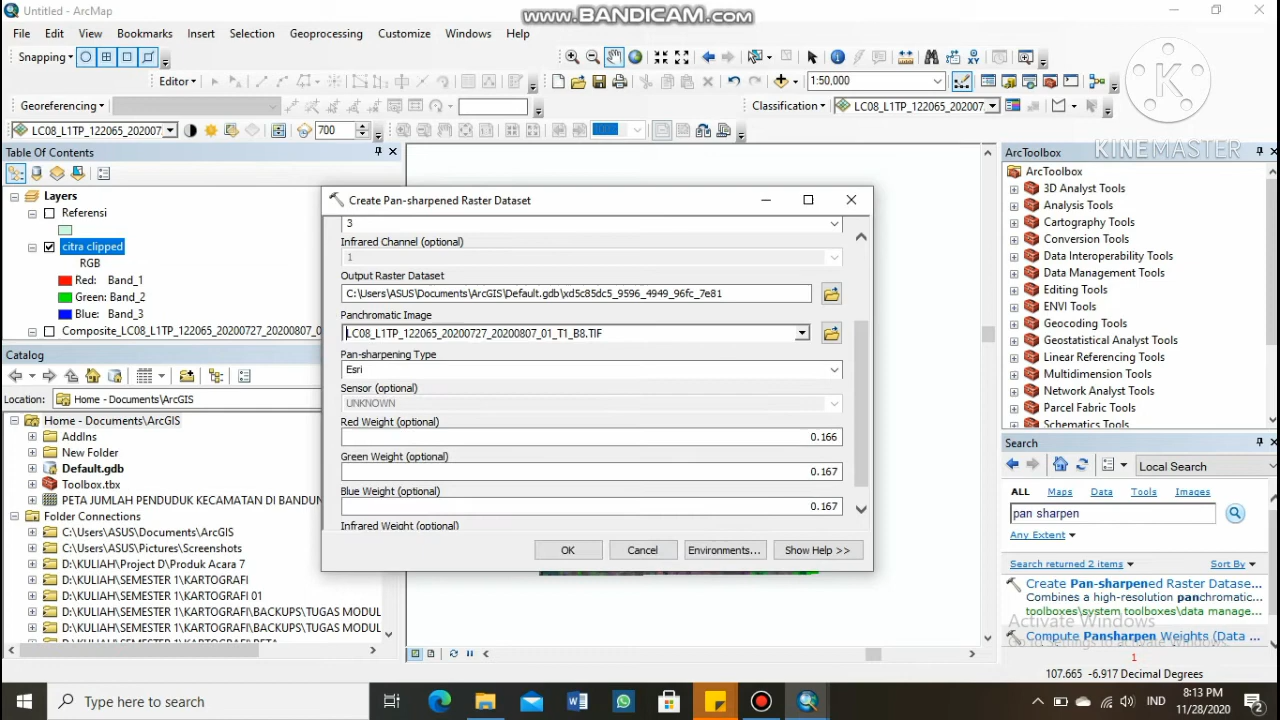 Untitled - ArcMap
www.BANDICAM.com
File Edit View Bookmarks Insert Selection Geoprocessing Customize Windows Help
Snapping
1:50,000
Editor
Georeferencing
Classification
LC08_L1TP_122065_202007
LC08_L1TP_122065_202007
700
100%
K
KINEMASTER
Table Of Contents
Layers
Referensi
citra clipped
RGB
Red: Band_1
Green: Band_2
Blue: Band_3
Composite_LC08_L1TP_122065_20200727_20200807_0
Catalog
Location: Home - Documents\ArcGIS
Home - Documents\ArcGIS
AddIns
New Folder
Default.gdb
Toolbox.tbx
PETA JUMLAH PENDUDUK KECAMATAN DI BANDUN
Folder Connections
C:\Users\ASUS\Documents\ArcGIS
C:\Users\ASUS\Pictures\Screenshots
D:\KULIAH\Project D\Produk Acara 7
D:\KULIAH\SEMESTER 1\KARTOGRAFI
D:\KULIAH\SEMESTER 1\KARTOGRAFI 01
D:\KULIAH\SEMESTER 1\KARTOGRAFI\BACKUPS\TUGAS MODUL
D:\KULIAH\SEMESTER 1\KARTOGRAFI\BACKUPS\TUGAS MODUL
Create Pan-sharpened Raster Dataset
3
Infrared Channel (optional)
1
Output Raster Dataset
C:\Users\ASUS\Documents\ArcGIS\Default.gdb\xd5c85dc5_9596_4949_96fc_7e81
Panchromatic Image
LC08_L1TP_122065_20200727_20200807_01_T1_B8.TIF
Pan-sharpening Type
Esri
Sensor (optional)
UNKNOWN
Red Weight (optional)
0.166
Green Weight (optional)
0.167
Blue Weight (optional)
0.167
Infrared Weight (optional)
OK Cancel Environments... Show Help >>
ArcToolbox
ArcToolbox
3D Analyst Tools
Analysis Tools
Cartography Tools
Conversion Tools
Data Interoperability Tools
Data Management Tools
Editing Tools
ENVI Tools
Geocoding Tools
Geostatistical Analyst Tools
Linear Referencing Tools
Multidimension Tools
Network Analyst Tools
Parcel Fabric Tools
Schematics Tools
Search
Local Search
ALL Maps Data Tools Images
pan sharpen
Any Extent
Search returned 2 items Sort By
Create Pan-sharpened Raster Datase...
Combines a high-resolution panchromatic...
toolboxes\system toolboxes\data manage...
Activate Windows
Compute Pansharpen Weights (Data ...
Go to Settings to activate Windows.
1
107.665 -6.917 Decimal Degrees
Type here to search
IND
8:13 PM
11/28/2020
2